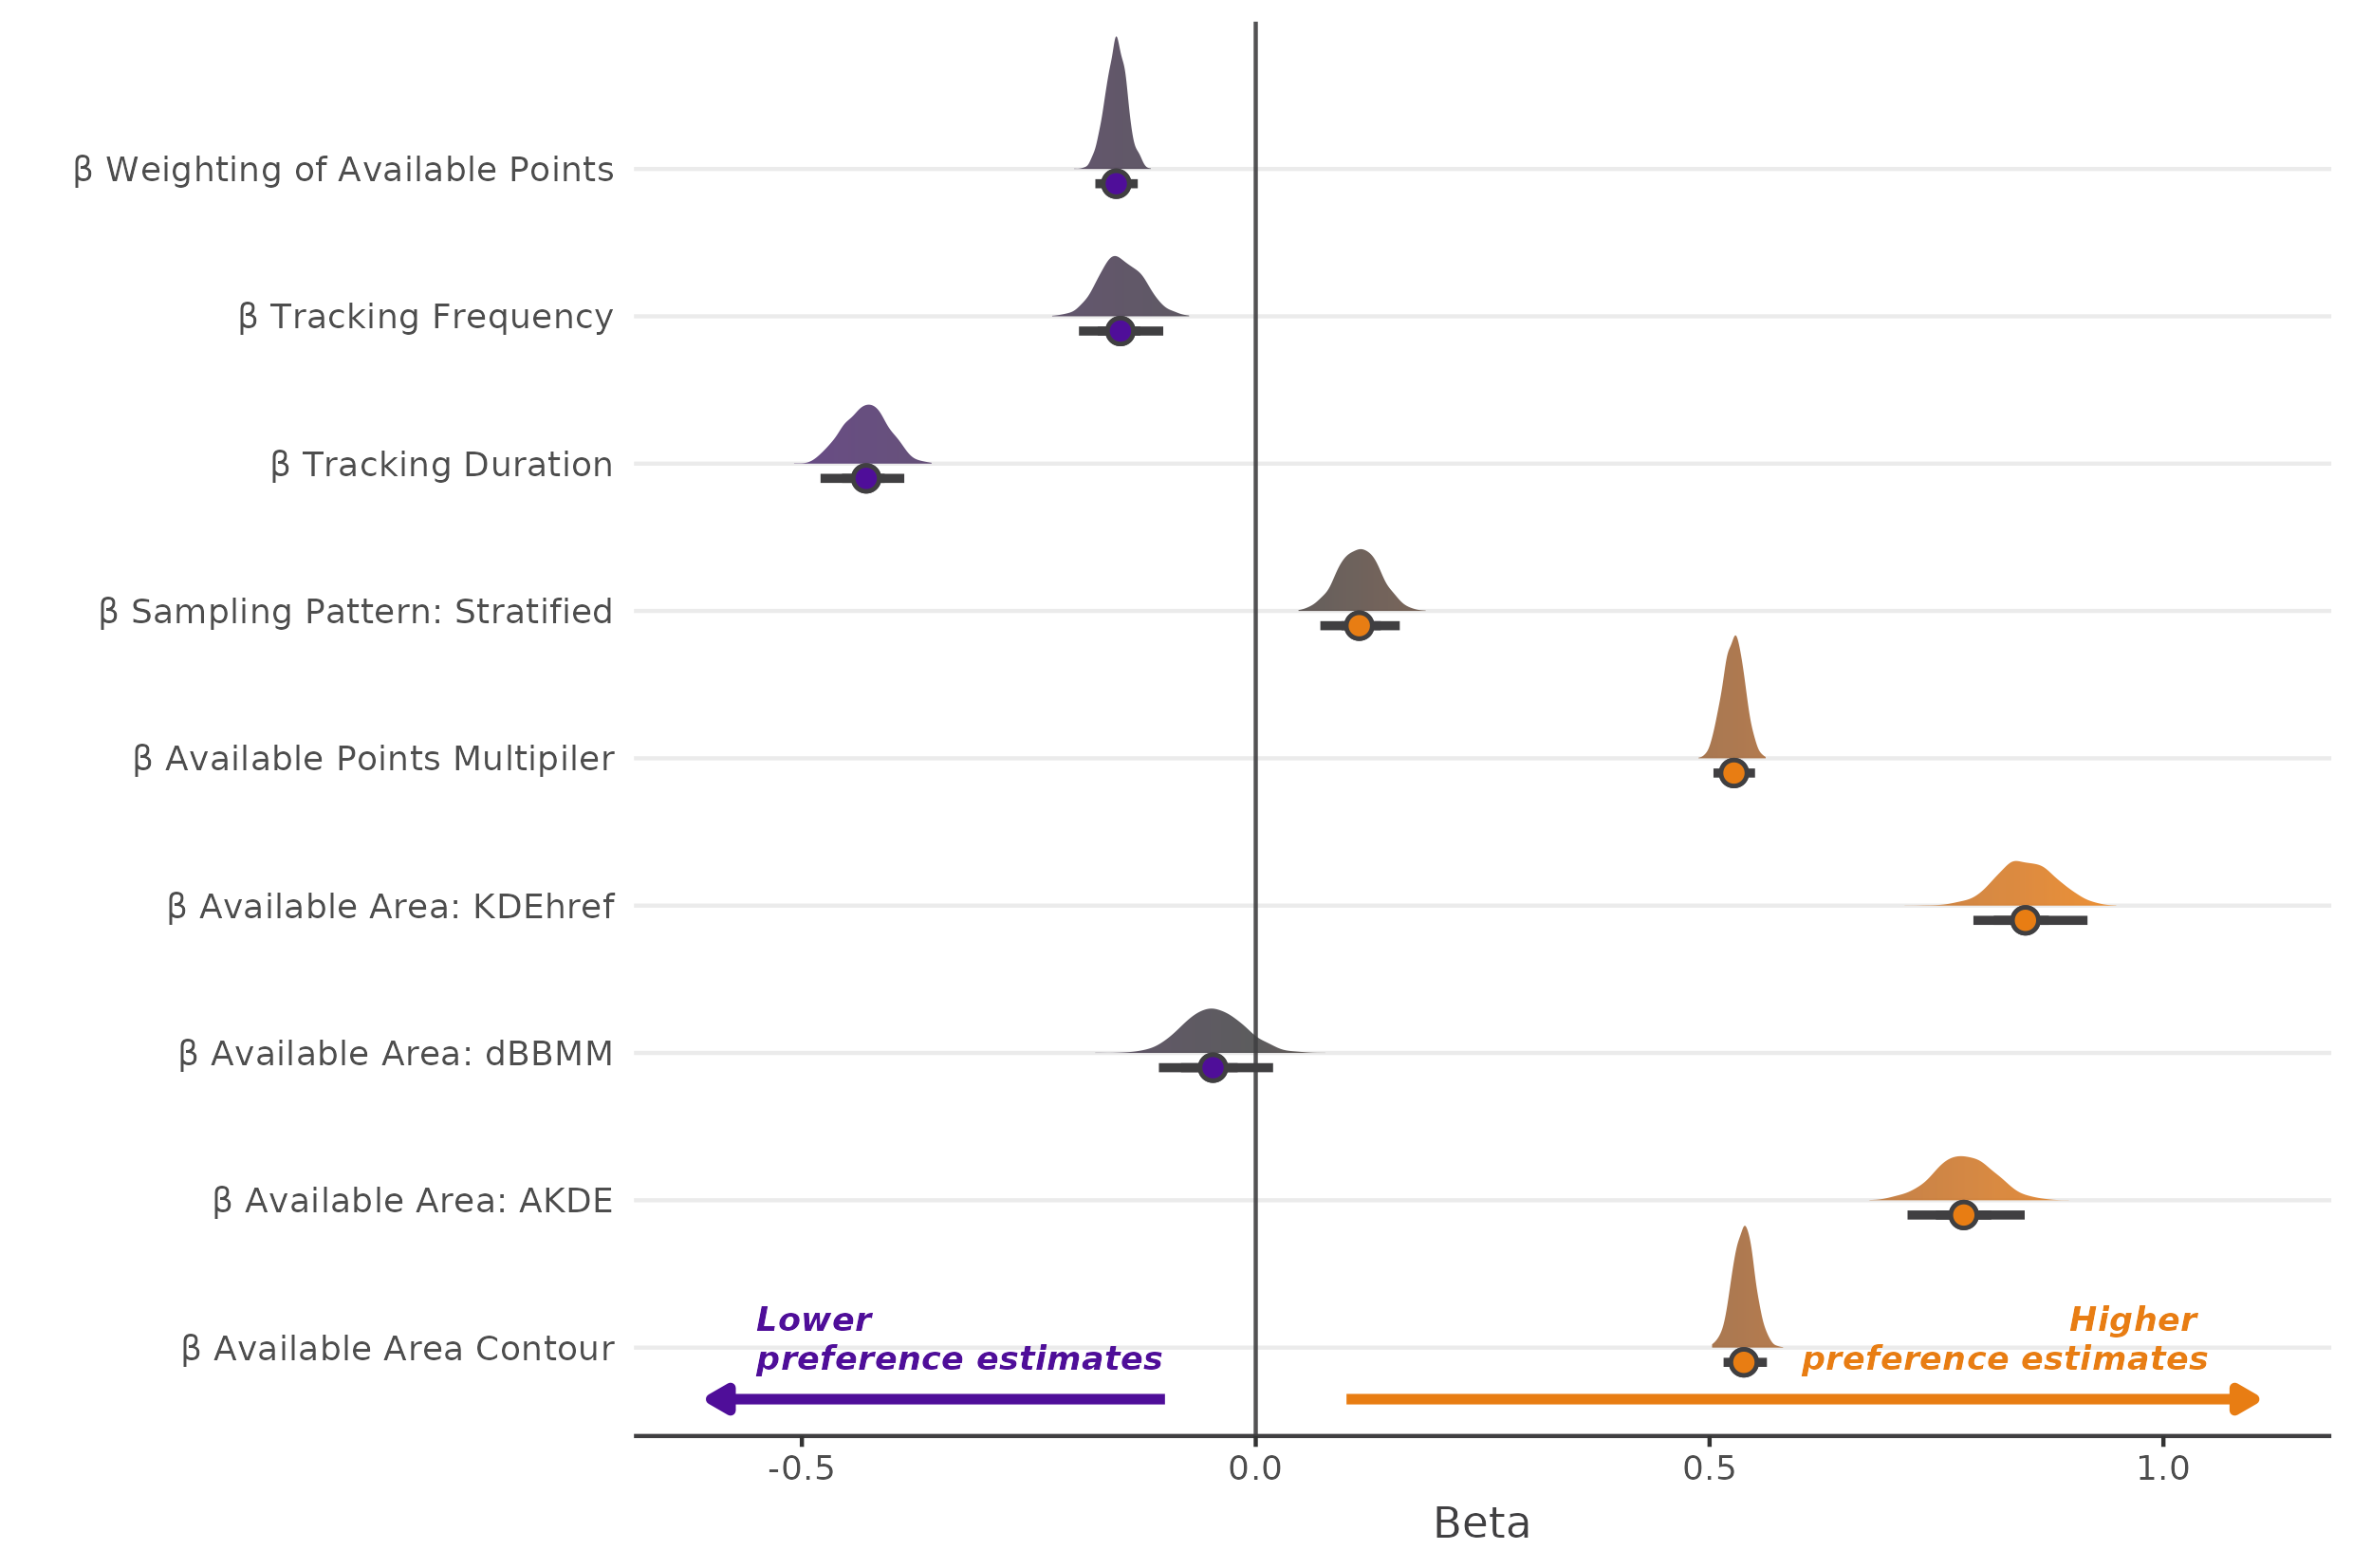 β Weighting of Available Points
β Tracking Frequency
β Tracking Duration
β Sampling Pattern: Stratified
β Available Points Multipiler
β Available Area: KDEhref
β Available Area: dBBMM
β Available Area: AKDE
β Available Area Contour
Lower
preference estimates
Higher
preference estimates
-0.5 0.0 0.5 1.0
Beta